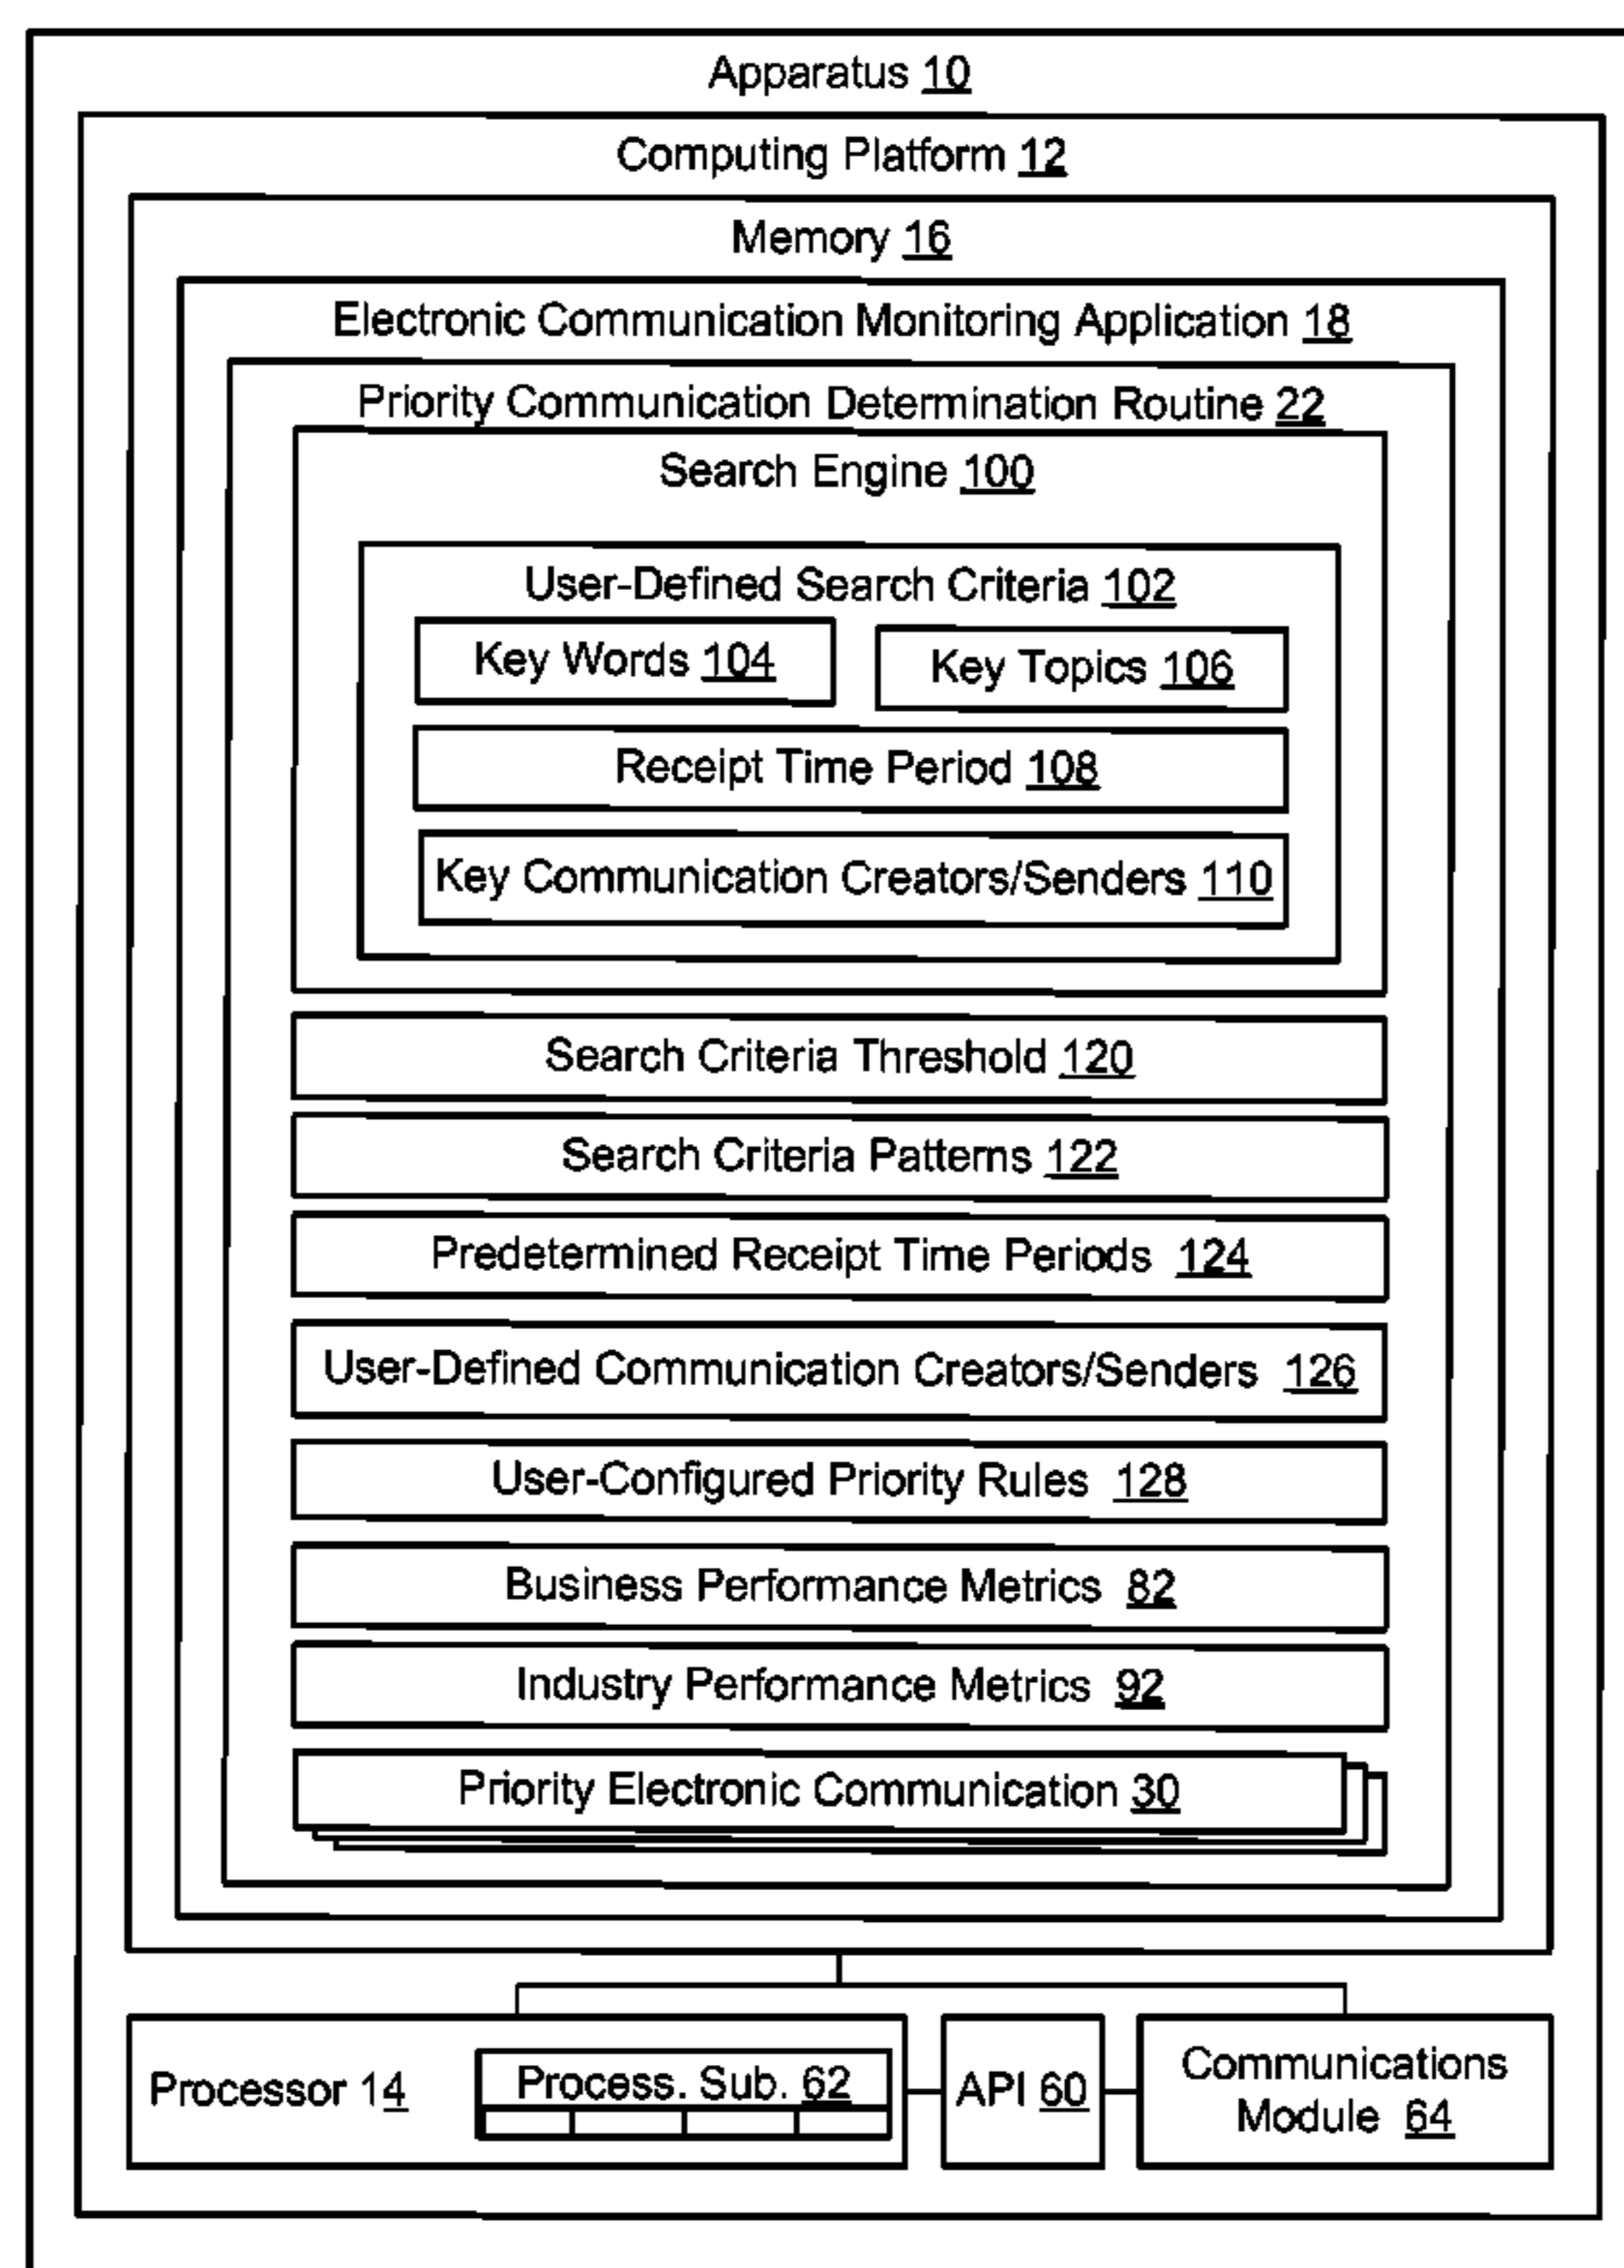 Apparatus 10
Computing Platform 12
Memory 16
Electronic Communication Monitoring Application 18
Priority Communication Determination Routine 22
Search Engine 100
User-Defined Search Criteria 102
Key Words 104
Key Topics 106
Receipt Time Period 108
Key Communication Creators/Senders 110
Search Criteria Threshold 120
Search Criteria Patterns 122
Predetermined Receipt Time Periods 124
User-Defined Communication Creators/Senders 126
User-Configured Priority Rules 128
Business Performance Metrics 82
Industry Performance Metrics 92
Priority Electronic Communication 30
Processor 14
Process. Sub. 62
API 60
Communications
Module 64